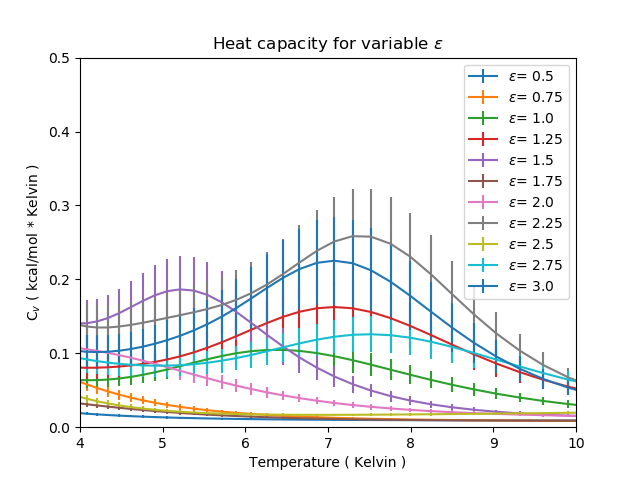 Heat capacity for variable ε
0.5
0.4
0.3
0.2
0.1
0.0
C_v ( kcal/mol * Kelvin )
4
5
6
7
8
9
10
Temperature ( Kelvin )
ε= 0.5
ε= 0.75
ε= 1.0
ε= 1.25
ε= 1.5
ε= 1.75
ε= 2.0
ε= 2.25
ε= 2.5
ε= 2.75
ε= 3.0